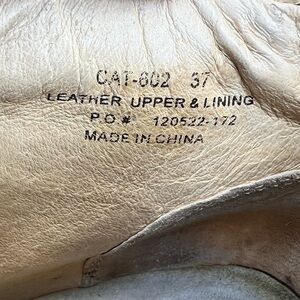 CAT-602 37
LEATHER UPPER & LINING
P.O.# 120522-172
MADE IN CHINA